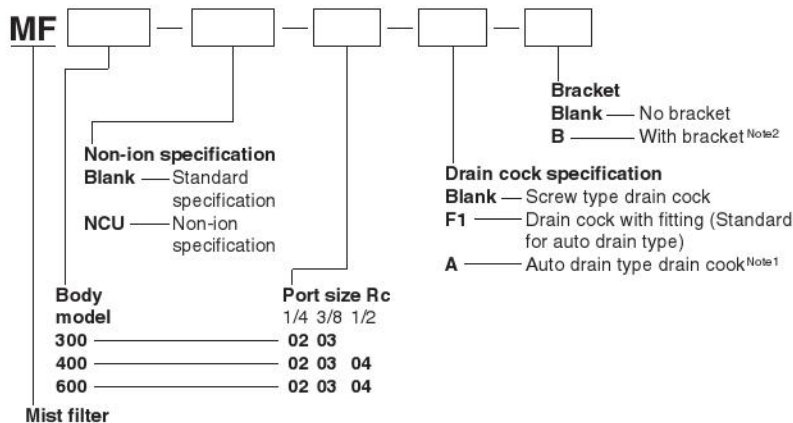 MF
Bracket
Blank — No bracket
B — With bracket Note2
Non-ion specification
Blank — Standard
specification
NCU — Non-ion
specification
Drain cock specification
Blank — Screw type drain cock
F1 — Drain cock with fitting (Standard
for auto drain type)
A — Auto drain type drain cook Note1
Body
model
Port size Rc
1/4 3/8 1/2
300 — 02 03
400 — 02 03 04
600 — 02 03 04
Mist filter